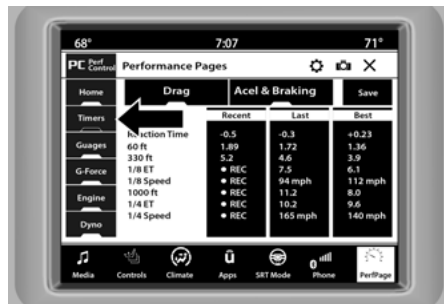 68° 7:07 71°
PC Perf Control Performance Pages
Home Drag Acel & Braking Save
Timers Recent Last Best
Reaction Time -0.5 -0.3 +0.23
Guages 60 ft 1.89 1.72 1.36
330 ft 5.2 4.6 3.9
G-Force 1/8 ET • REC 7.5 6.1
1/8 Speed • REC 94 mph 112 mph
Engine 1000 ft • REC 11.2 8.0
1/4 ET • REC 10.2 9.6
Dyno 1/4 Speed • REC 165 mph 140 mph
Media Controls Climate Apps SRT Mode Phone PerfPage